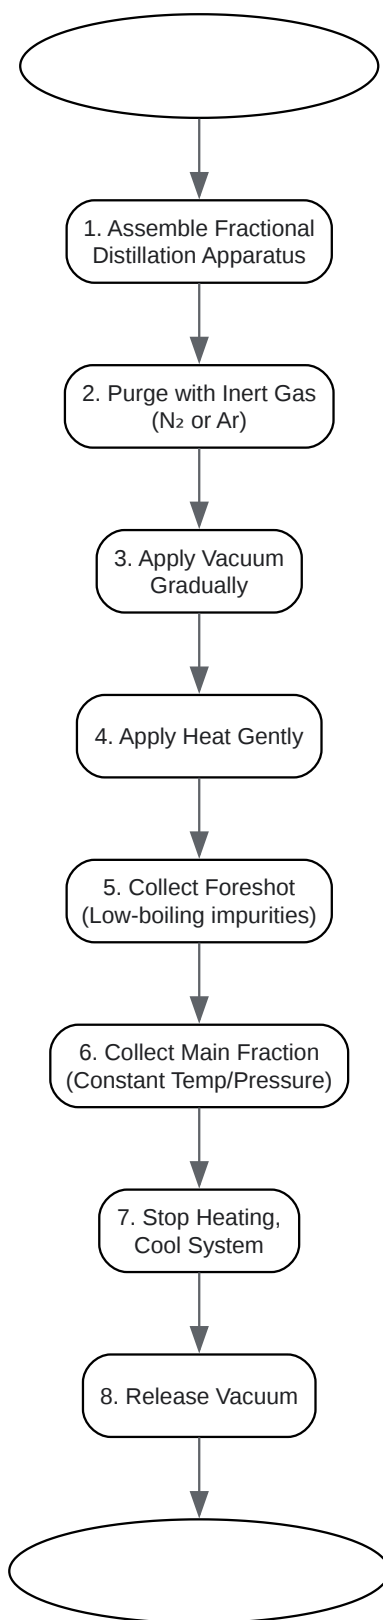 1. Assemble Fractional
Distillation Apparatus
2. Purge with Inert Gas
(N₂ or Ar)
3. Apply Vacuum
Gradually
4. Apply Heat Gently
5. Collect Foreshot
(Low-boiling impurities)
6. Collect Main Fraction
(Constant Temp/Pressure)
7. Stop Heating,
Cool System
8. Release Vacuum